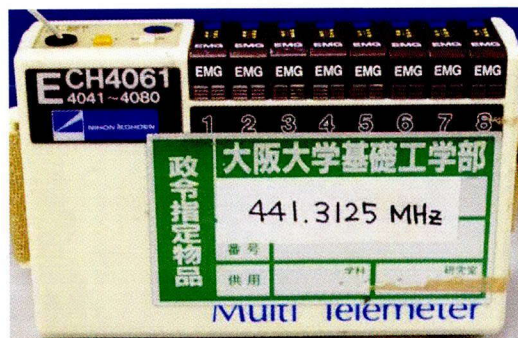 EMG EMG EMG EMG EMG EMG EMG EMG
EMG EMG EMG EMG EMG EMG EMG EMG
E CH4061
4041~4080
NIHON KOHDEN
1 2 3 4 5 6 7 8
政令指定物品
大阪大学基礎工学部
441.3125 MHz
番号
供用
学科
研究室
Multi Telemeter